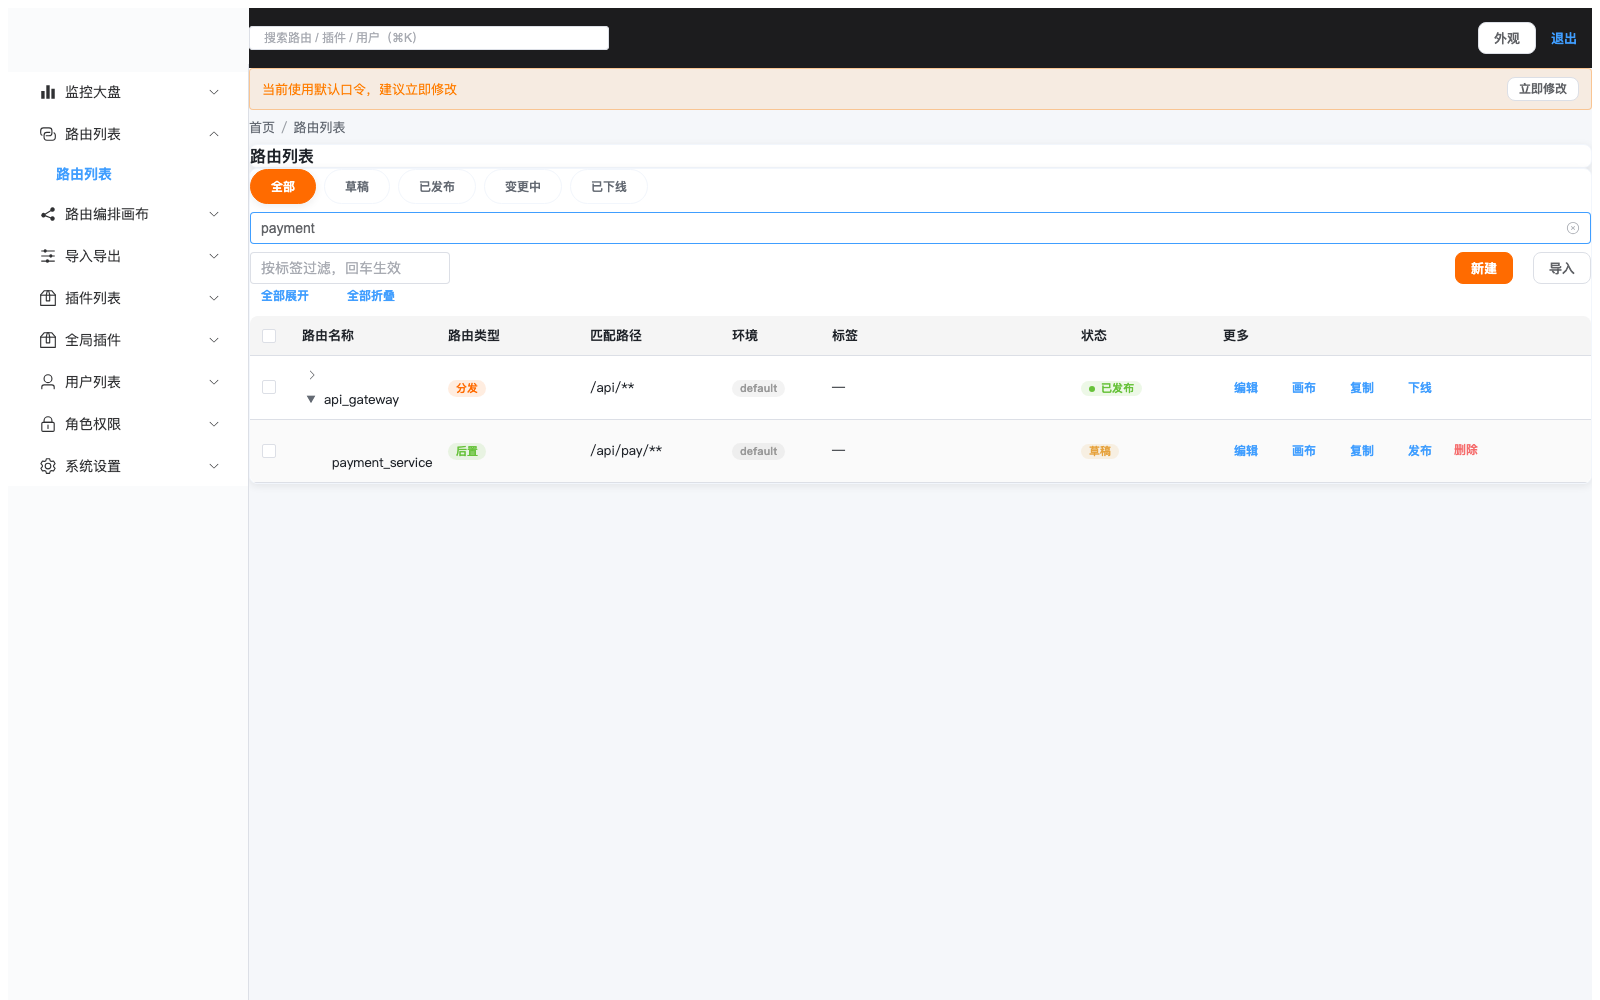 搜索路由 / 插件 / 用户（⌘K）
外观
退出
监控大盘
路由列表
路由列表
路由编排画布
导入导出
插件列表
全局插件
用户列表
角色权限
系统设置
当前使用默认口令，建议立即修改
立即修改
首页 / 路由列表
路由列表
全部 草稿 已发布 变更中 已下线
payment
按标签过滤，回车生效
新建 导入
全部展开 全部折叠
路由名称 路由类型 匹配路径 环境 标签 状态 更多
api_gateway 分发 /api/** default — 已发布 编辑 画布 复制 下线
payment_service 后置 /api/pay/** default — 草稿 编辑 画布 复制 发布 删除